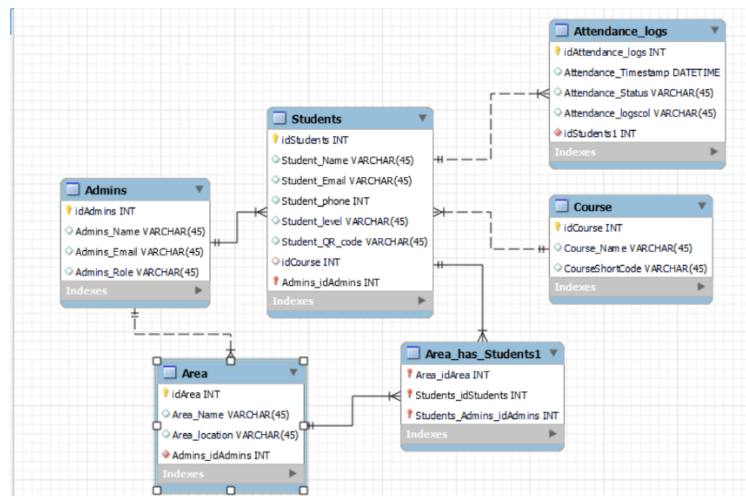 Attendance_logs
idAttendance_logs INT
Attendance_Timestamp DATETIME
Attendance_Status VARCHAR(45)
Attendance_logscol VARCHAR(45)
idStudents1 INT
Indexes
Students
idStudents INT
Student_Name VARCHAR(45)
Student_Email VARCHAR(45)
Student_phone INT
Student_level VARCHAR(45)
Student_QR_code VARCHAR(45)
idCourse INT
Admins_idAdmins INT
Indexes
Admins
idAdmins INT
Admins_Name VARCHAR(45)
Admins_Email VARCHAR(45)
Admins_Role VARCHAR(45)
Indexes
Course
idCourse INT
Course_Name VARCHAR(45)
CourseShortCode VARCHAR(45)
Indexes
Area
idArea INT
Area_Name VARCHAR(45)
Area_location VARCHAR(45)
Admins_idAdmins INT
Indexes
Area_has_Students1
Area_idArea INT
Students_idStudents INT
Students_Admins_idAdmins INT
Indexes